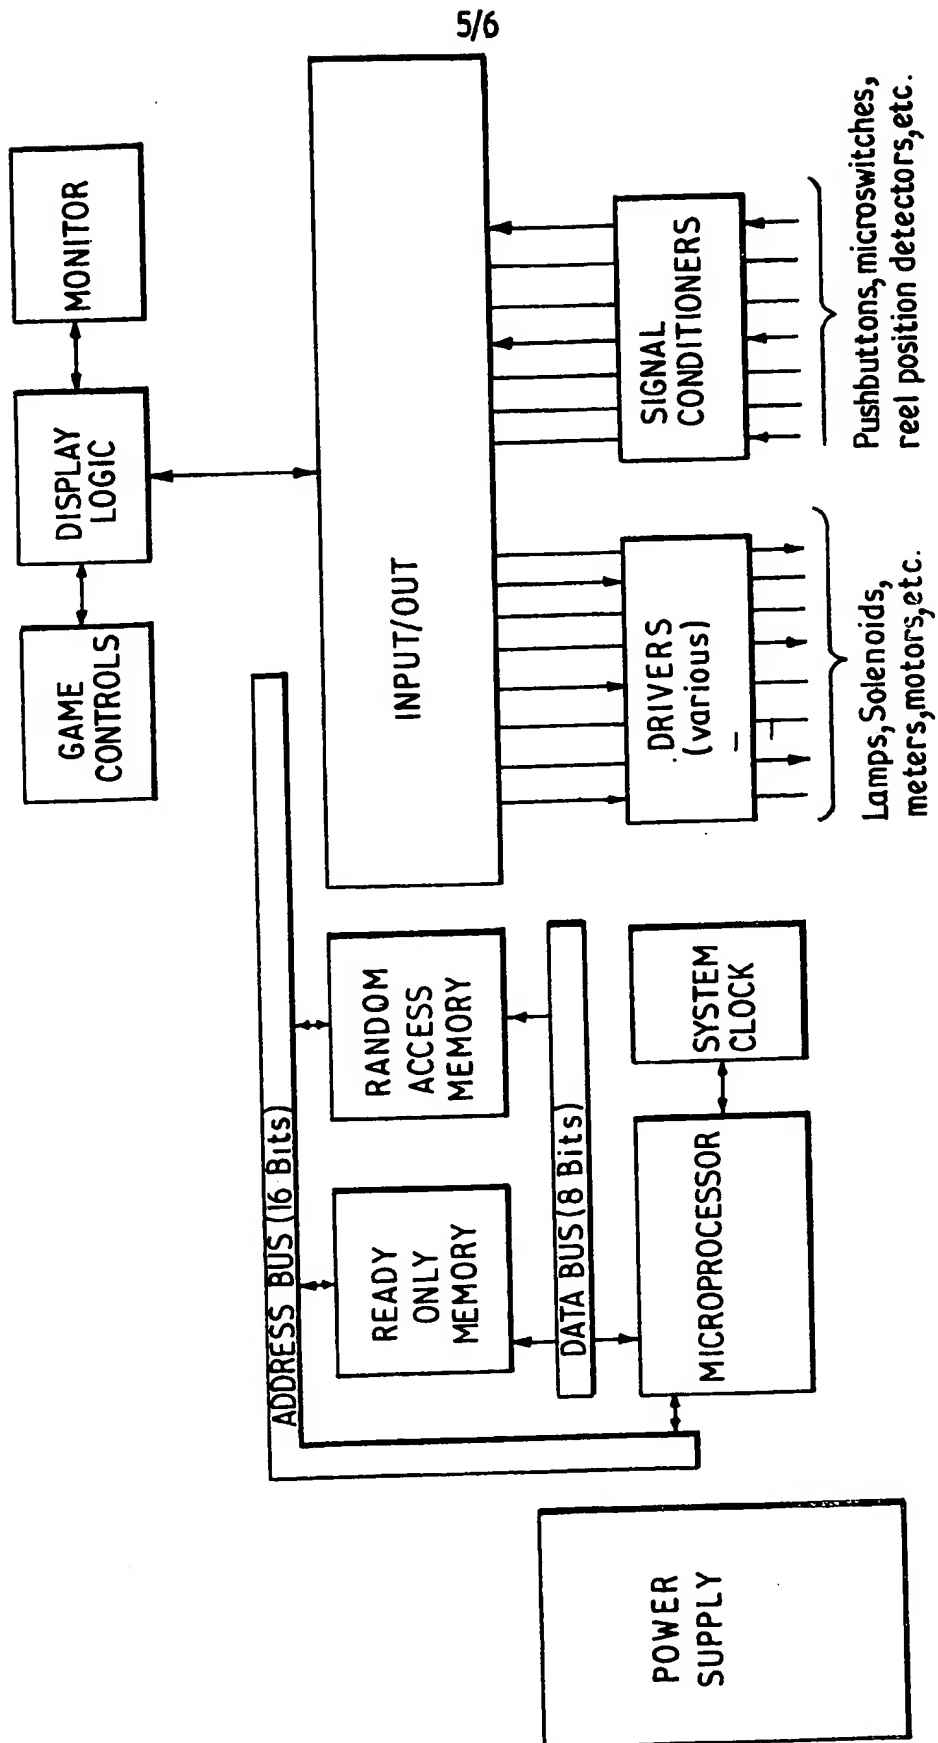 5/6
GAME
CONTROLS
DISPLAY
LOGIC
MONITOR
ADDRESS BUS (16 Bits)
READY
ONLY
MEMORY
RANDOM
ACCESS
MEMORY
INPUT/OUT
DATA BUS (8 Bits)
POWER
SUPPLY
MICROPROCESSOR
SYSTEM
CLOCK
DRIVERS
(various)
SIGNAL
CONDITIONERS
Lamps, Solenoids,
meters, motors, etc.
Pushbuttons, microswitches,
reel position detectors, etc.